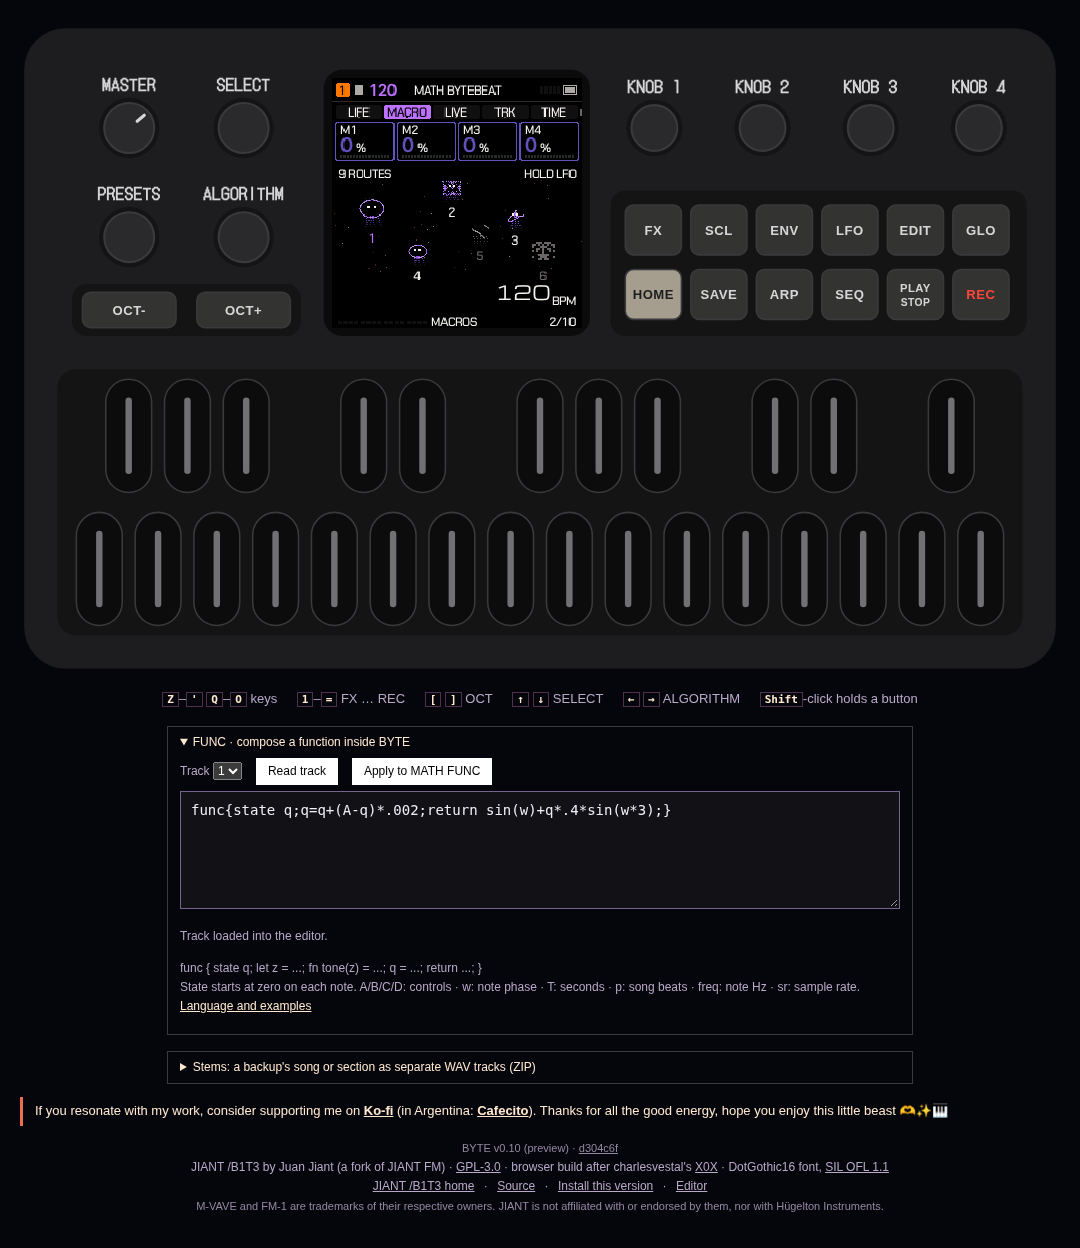 MASTER SELECT
PRESETS ALGORITHM
OCT- OCT+
1 120 MATH BYTEBEAT
LIFE MACRO LIVE TRK TIME
M1 M2 M3 M4
0 % 0 % 0 % 0 %
9 ROUTES HOLD LFO
1 2 3 4 5 6
120 BPM
MACROS 2/10
KNOB 1 KNOB 2 KNOB 3 KNOB 4
FX SCL ENV LFO EDIT GLO
HOME SAVE ARP SEQ PLAY STOP REC
Z–' Q–O keys 1–= FX … REC [ ] OCT ↑ ↓ SELECT ← → ALGORITHM Shift-click holds a button
▼ FUNC · compose a function inside BYTE
Track 1 Read track Apply to MATH FUNC
func{state q;q=q+(A-q)*.002;return sin(w)+q*.4*sin(w*3);}
Track loaded into the editor.
func { state q; let z = ...; fn tone(z) = ...; q = ...; return ...; }
State starts at zero on each note. A/B/C/D: controls · w: note phase · T: seconds · p: song beats · freq: note Hz · sr: sample rate.
Language and examples
▶ Stems: a backup's song or section as separate WAV tracks (ZIP)
If you resonate with my work, consider supporting me on Ko-fi (in Argentina: Cafecito). Thanks for all the good energy, hope you enjoy this little beast 🫶✨🎹
BYTE v0.10 (preview) · d304c6f
JIANT /B1T3 by Juan Jiant (a fork of JIANT FM) · GPL-3.0 · browser build after charlesvestal's X0X · DotGothic16 font, SIL OFL 1.1
JIANT /B1T3 home · Source · Install this version · Editor
M-VAVE and FM-1 are trademarks of their respective owners. JIANT is not affiliated with or endorsed by them, nor with Hügelton Instruments.